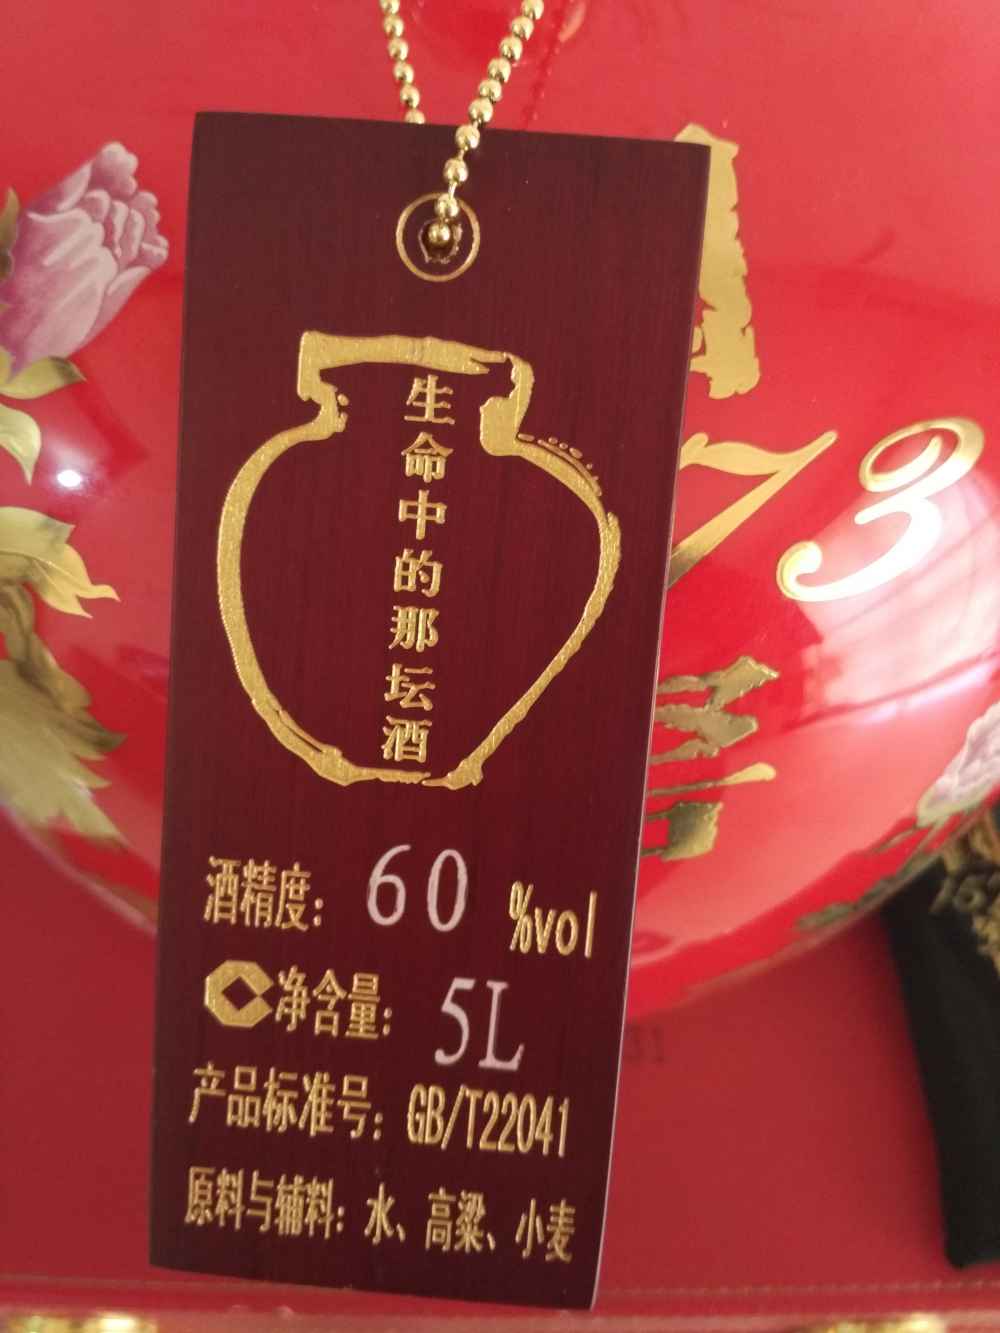 生命中的那坛酒
酒精度： 60 %vol
净含量： 5L
产品标准号：GB/T22041
原料与辅料：水、高粱、小麦
73